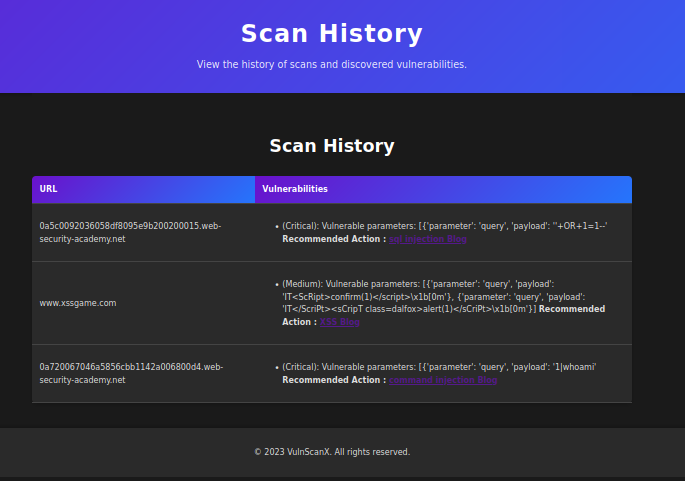 Scan History
View the history of scans and discovered vulnerabilities.
Scan History
URL
Vulnerabilities
0a5c0092036058df8095e9b200200015.web-
security-academy.net
• (Critical): Vulnerable parameters: [{'parameter': 'query', 'payload': ''+OR+1=1--'
Recommended Action : sql injection Blog
www.xssgame.com
• (Medium): Vulnerable parameters: [{'parameter': 'query', 'payload':
'IT<ScRipt>confirm(1)</script>\x1b[0m'}, {'parameter': 'query', 'payload':
'IT</ScriPt><sCripT class=dalfox>alert(1)</sCriPt>\x1b[0m'}] Recommended
Action : XSS Blog
0a720067046a5856cbb1142a006800d4.web-
security-academy.net
• (Critical): Vulnerable parameters: [{'parameter': 'query', 'payload': '1|whoami'
Recommended Action : command injection Blog
© 2023 VulnScanX. All rights reserved.